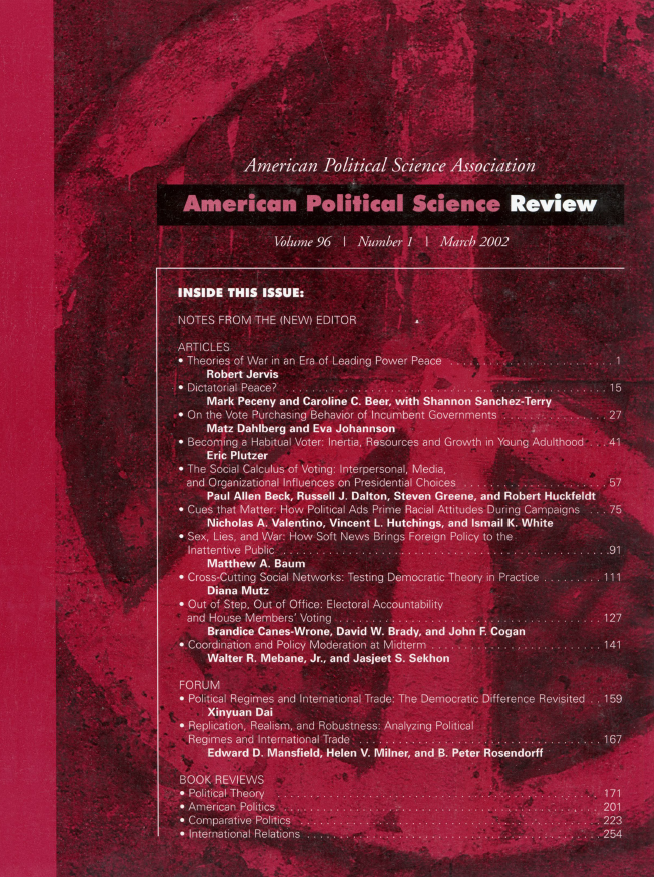 American Political Science Association
American Political Science Review
Volume 96 | Number 1 | March 2002
INSIDE THIS ISSUE:
NOTES FROM THE (NEW) EDITOR
ARTICLES
• Theories of War in an Era of Leading Power Peace . . . . . . . . . . . . . . . . . . . . . . . . . . 1
Robert Jervis
• Dictatorial Peace? . . . . . . . . . . . . . . . . . . . . . . . . . . . . . . . . . . . . . . . . . . . . . . . . . 15
Mark Peceny and Caroline C. Beer, with Shannon Sanchez-Terry
• On the Vote Purchasing Behavior of Incumbent Governments . . . . . . . . . . . . . . . . . 27
Matz Dahlberg and Eva Johannson
• Becoming a Habitual Voter: Inertia, Resources and Growth in Young Adulthood . . . 41
Eric Plutzer
• The Social Calculus of Voting: Interpersonal, Media,
and Organizational Influences on Presidential Choices . . . . . . . . . . . . . . . . . . . . . . . 57
Paul Allen Beck, Russell J. Dalton, Steven Greene, and Robert Huckfeldt
• Cues that Matter: How Political Ads Prime Racial Attitudes During Campaigns . . . 75
Nicholas A. Valentino, Vincent L. Hutchings, and Ismail K. White
• Sex, Lies, and War: How Soft News Brings Foreign Policy to the
Inattentive Public . . . . . . . . . . . . . . . . . . . . . . . . . . . . . . . . . . . . . . . . . . . . . . . . . .91
Matthew A. Baum
• Cross-Cutting Social Networks: Testing Democratic Theory in Practice . . . . . . . . . 111
Diana Mutz
• Out of Step, Out of Office: Electoral Accountability
and House Members' Voting . . . . . . . . . . . . . . . . . . . . . . . . . . . . . . . . . . . . . . . . 127
Brandice Canes-Wrone, David W. Brady, and John F. Cogan
• Coordination and Policy Moderation at Midterm . . . . . . . . . . . . . . . . . . . . . . . . . . 141
Walter R. Mebane, Jr., and Jasjeet S. Sekhon
FORUM
• Political Regimes and International Trade: The Democratic Difference Revisited . . 159
Xinyuan Dai
• Replication, Realism, and Robustness: Analyzing Political
Regimes and International Trade . . . . . . . . . . . . . . . . . . . . . . . . . . . . . . . . . . . . . . 167
Edward D. Mansfield, Helen V. Milner, and B. Peter Rosendorff
BOOK REVIEWS
• Political Theory . . . . . . . . . . . . . . . . . . . . . . . . . . . . . . . . . . . . . . . . . . . . . . . . . . 171
• American Politics . . . . . . . . . . . . . . . . . . . . . . . . . . . . . . . . . . . . . . . . . . . . . . . . . 201
• Comparative Politics . . . . . . . . . . . . . . . . . . . . . . . . . . . . . . . . . . . . . . . . . . . . . . 223
• International Relations . . . . . . . . . . . . . . . . . . . . . . . . . . . . . . . . . . . . . . . . . . . . .254